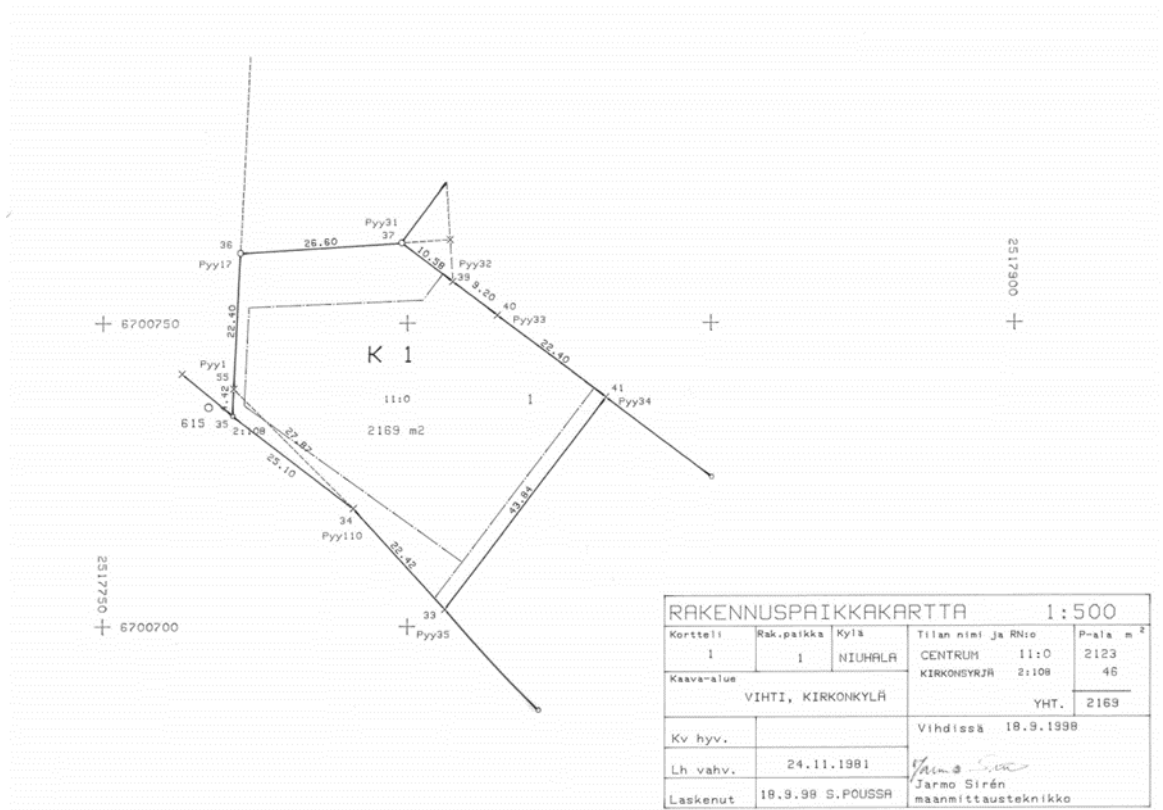 Pyy31
36
26.60
37
Pyy17
10.58
Pyy32
39
9.20
40
2517900
22.40
Pyy33
6700750
K 1
22.40
Pyy1
55
41
11:0
1
Pyy34
.42
615
35
2:108
27.87
2169 m2
25.10
43.84
34
Pyy110
22.42
2517750
6700700
33
Pyy35
RAKENNUSPAIKKAKARTTA 1:500
Kortteli Rak.paikka Kylä Tilan nimi ja RN:o P-ala m2
1 1 NIUHALA CENTRUM 11:0 2123
KIRKONSYRJÄ 2:108 46
Kaava-alue
VIHTI, KIRKONKYLÄ
YHT. 2169
Kv hyv.
Vihdissä 18.9.1998
Lh vahv. 24.11.1981
Jarmo Sirén
Laskenut 18.9.98 S.POUSSA
maanmittausteknikko